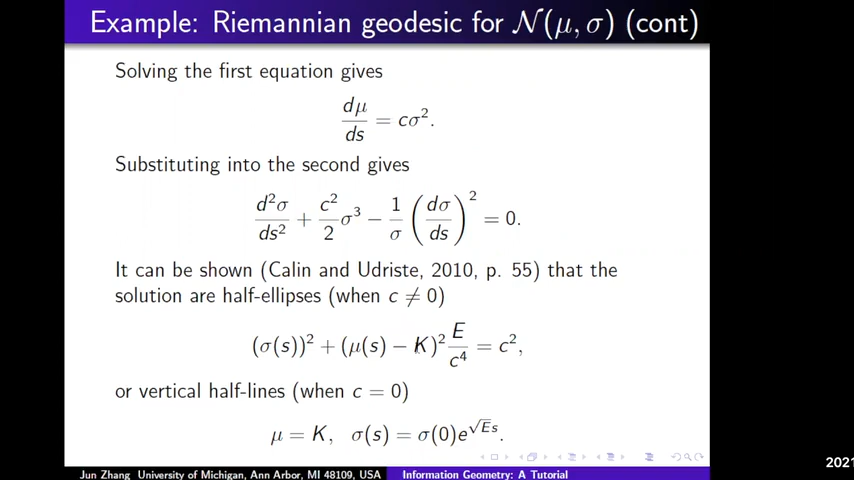 Example: Riemannian geodesic for 𝒩(μ, σ) (cont)
Solving the first equation gives
dμ/ds = cσ².
Substituting into the second gives
d²σ/ds² + c²/2 σ³ − 1/σ (dσ/ds)² = 0.
It can be shown (Calin and Udriste, 2010, p. 55) that the
solution are half-ellipses (when c ≠ 0)
(σ(s))² + (μ(s) − K)² E/c⁴ = c²,
or vertical half-lines (when c = 0)
μ = K, σ(s) = σ(0)e^{√E s}.
2021
Jun Zhang University of Michigan, Ann Arbor, MI 48109, USA Information Geometry: A Tutorial